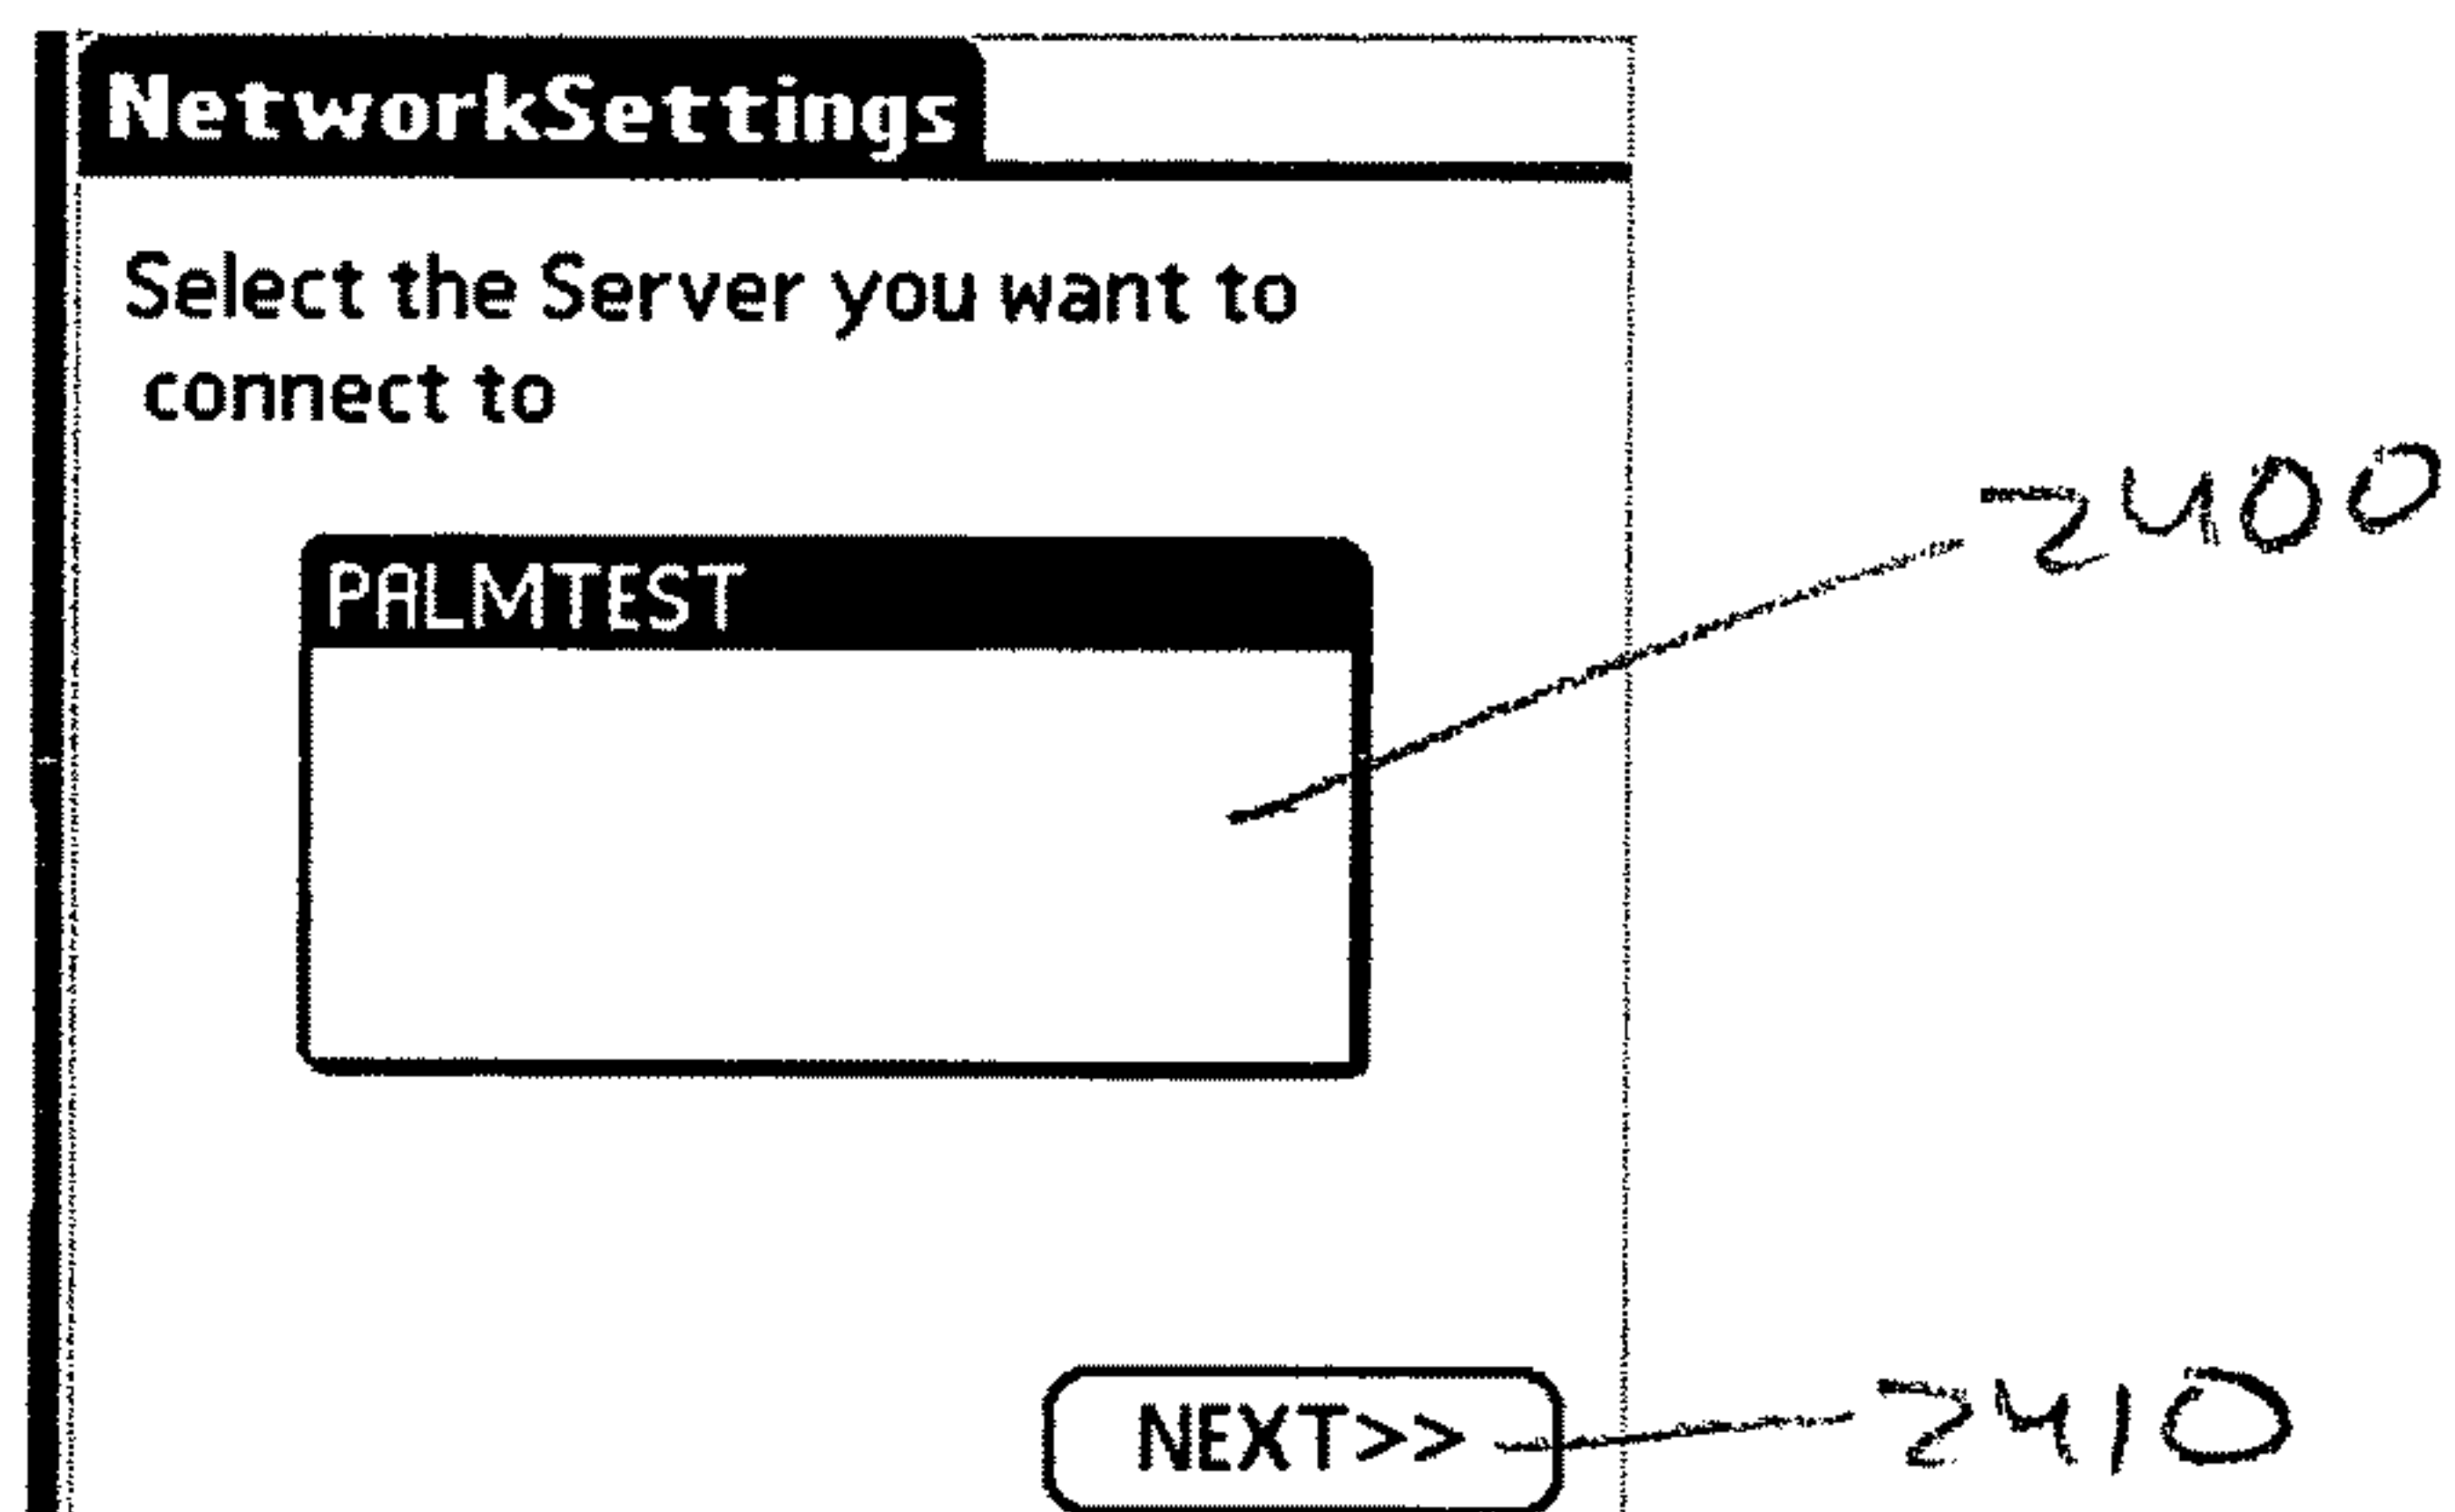 NetworkSettings
Select the Server you want to
connect to
2400
PALMTEST
NEXT>>
2410